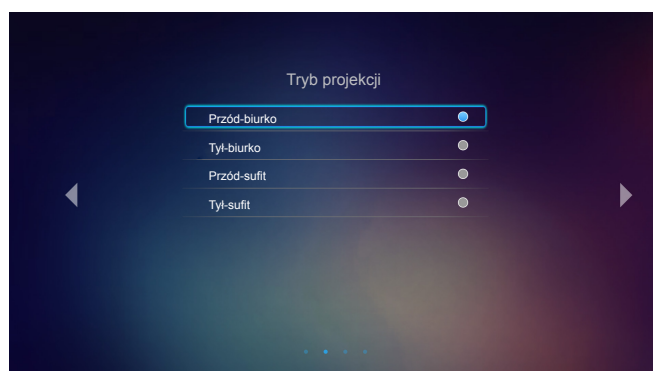 Tryb projekcji
Przód-biurko
Tył-biurko
Przód-sufit
Tył-sufit